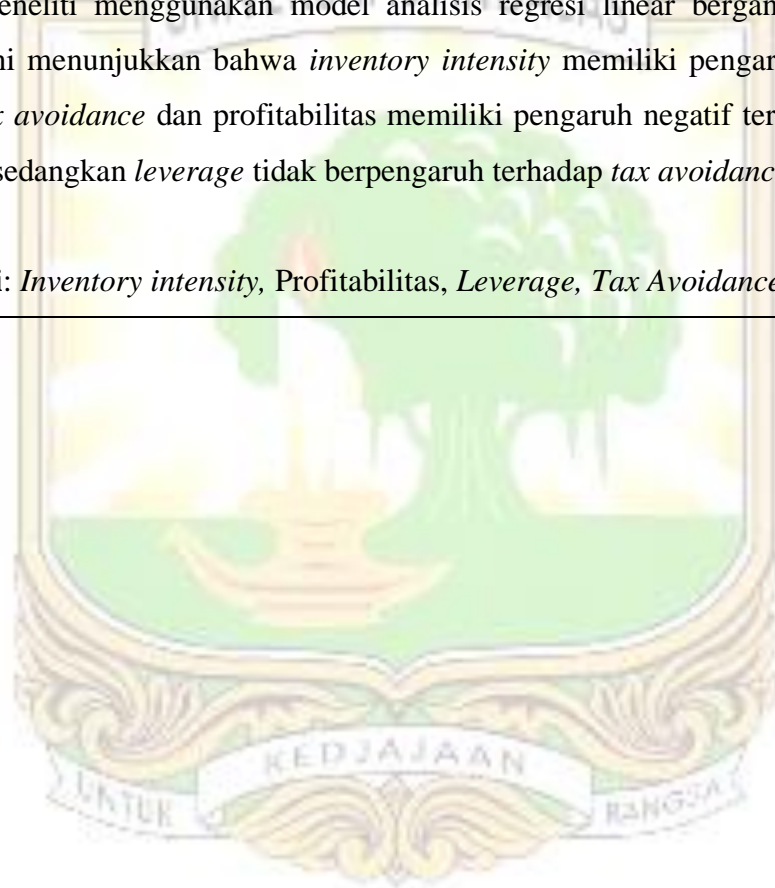 eneliti menggunakan model analisis regresi linear bergan
ni menunjukkan bahwa inventory intensity memiliki pengar
avoidance dan profitabilitas memiliki pengaruh negatif ter
sedangkan leverage tidak berpengaruh terhadap tax avoidanc
i: Inventory intensity, Profitabilitas, Leverage, Tax Avoidance
KEDJAJAAN
UNTUK BANGSA